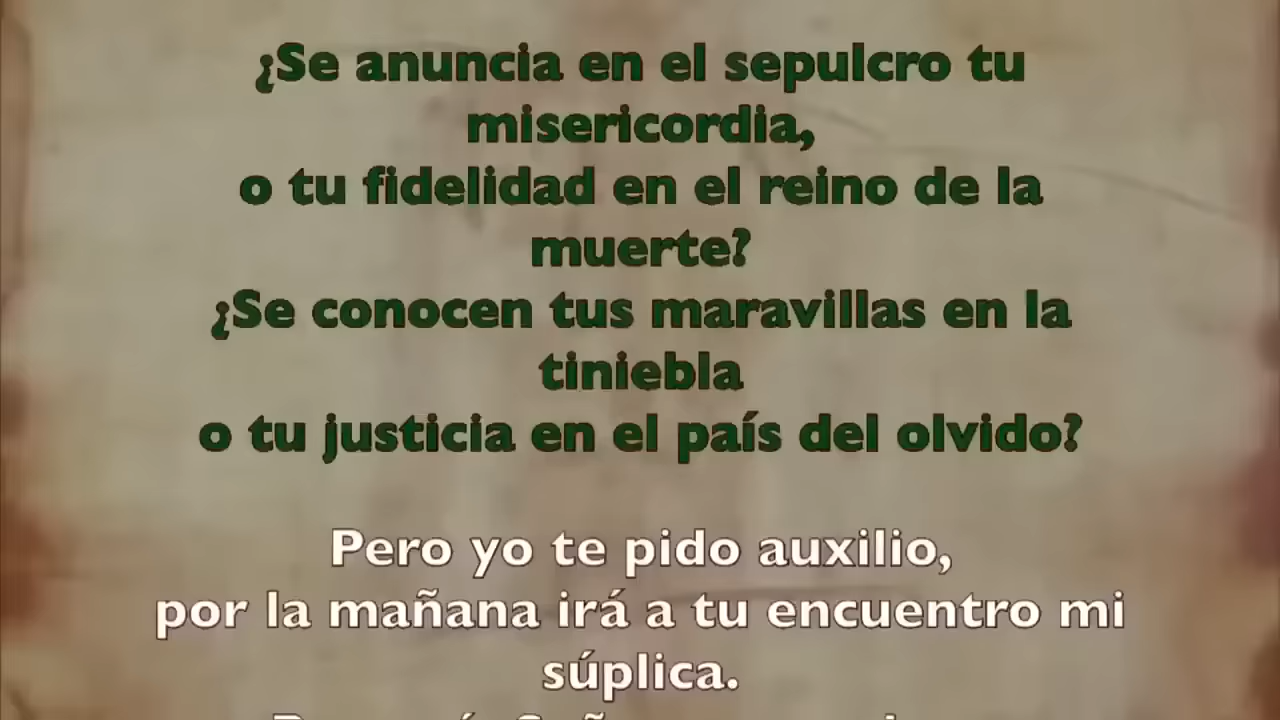 ¿Se anuncia en el sepulcro tu
misericordia,
o tu fidelidad en el reino de la
muerte?
¿Se conocen tus maravillas en la
tiniebla
o tu justicia en el país del olvido?
Pero yo te pido auxilio,
por la mañana irá a tu encuentro mi
súplica.